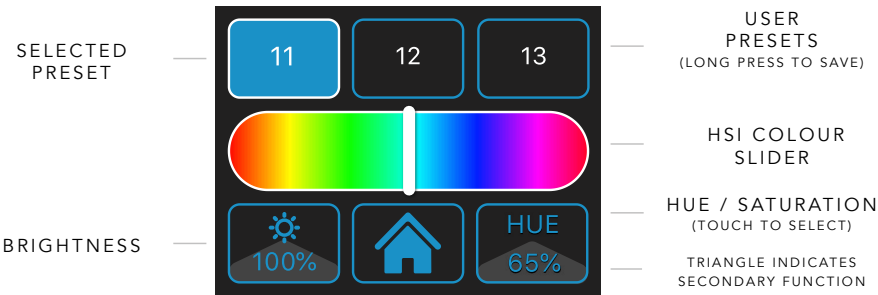 SELECTED
PRESET
11
12
13
USER
PRESETS
(LONG PRESS TO SAVE)
HSI COLOUR
SLIDER
BRIGHTNESS
100%
HUE
65%
HUE / SATURATION
(TOUCH TO SELECT)
TRIANGLE INDICATES
SECONDARY FUNCTION